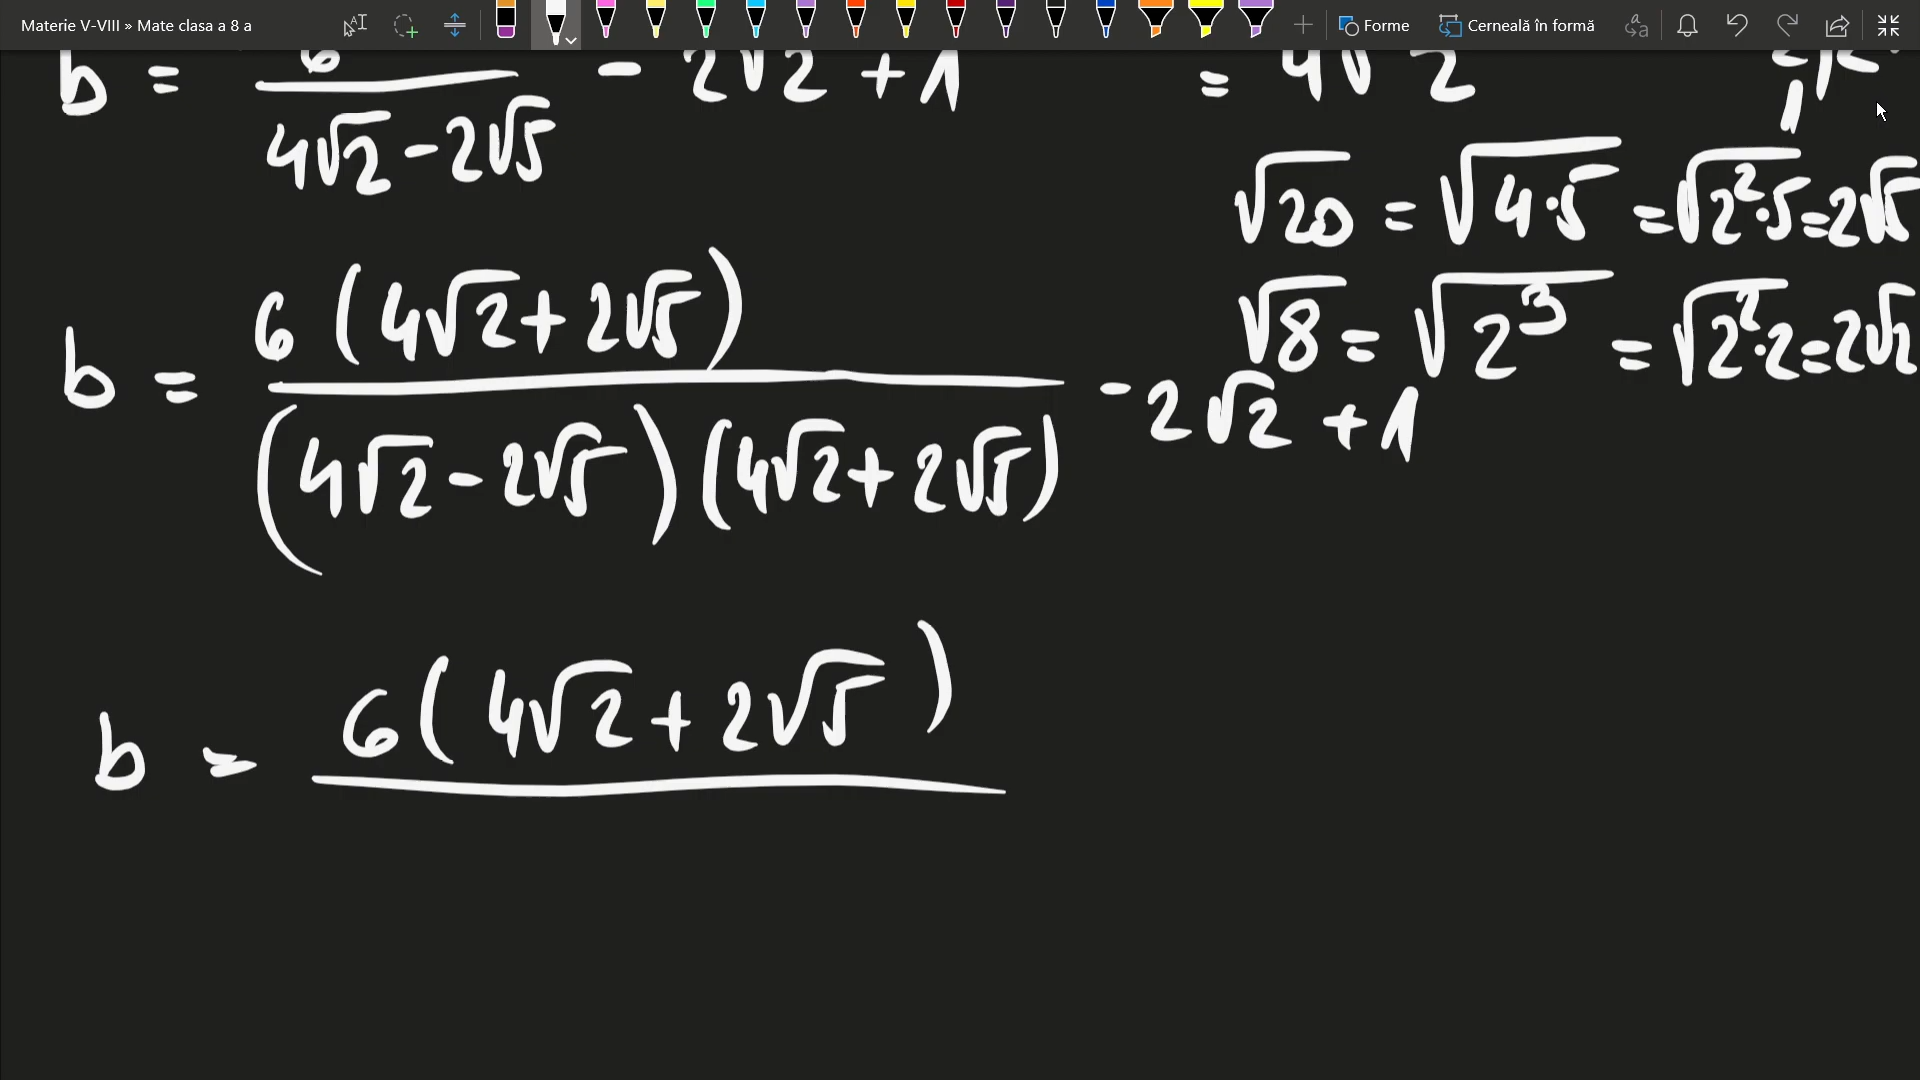 Materie V-VIII » Mate clasa a 8 a
Forme
Cerneală în formă
b = 6/(4√2 - 2√5) - 2√2 + 1
= 4√2
√20 = √4·5 = √2²·5 = 2√5
√8 = √2³ = √2²·2 = 2√2
b = 6 (4√2 + 2√5)/((4√2 - 2√5)(4√2 + 2√5)) - 2√2 + 1
b = 6(4√2 + 2√5)